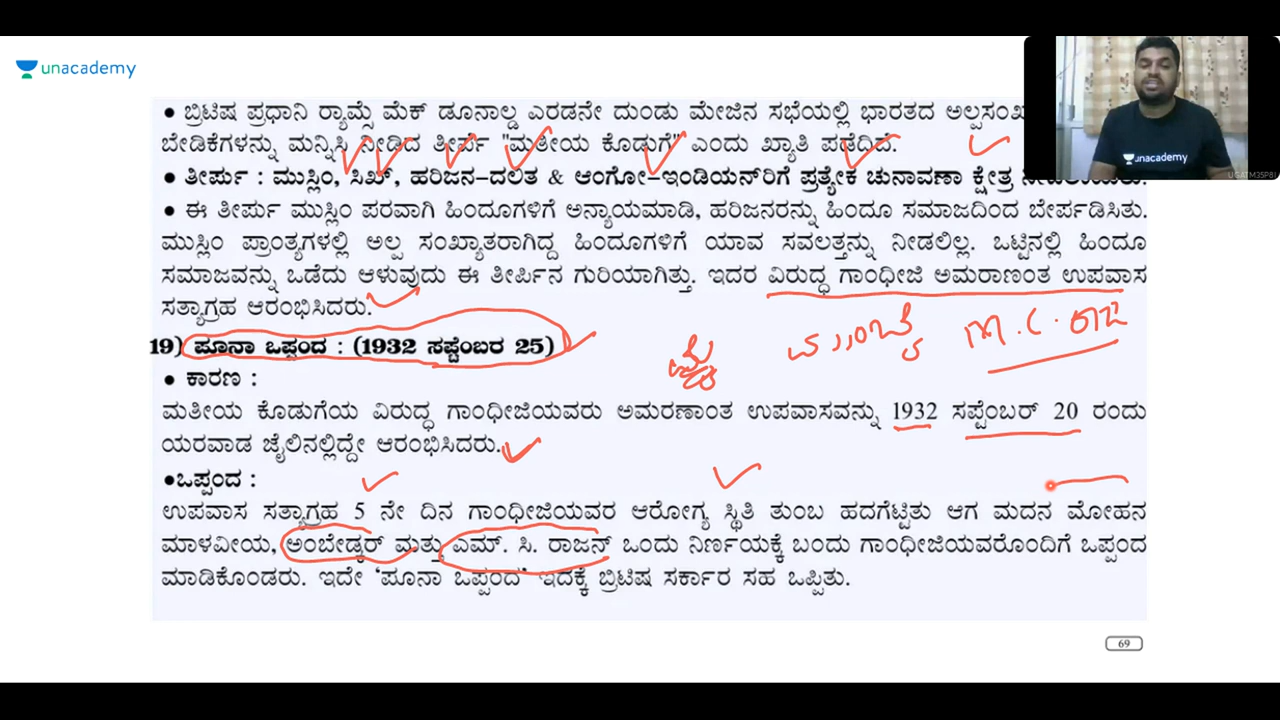 unacademy
• ಬ್ರಿಟಿಷ ಪ್ರಧಾನಿ ರ‍್ಯಾಮ್ಸೆ ಮೆಕ್ ಡೊನಾಲ್ಡ ಎರಡನೇ ದುಂಡು ಮೇಜಿನ ಸಭೆಯಲ್ಲಿ ಭಾರತದ
ಬೇಡಿಕೆಗಳನ್ನು ಮನ್ನಿಸಿ ನೀಡಿದ ತೀರ್ಪೆ "ಮತೀಯ ಕೊಡುಗೆ" ಎಂದು ಖ್ಯಾತಿ ಪಡೆದಿದೆ.
• ತೀರ್ಪು : ಮುಸ್ಲಿಂ, ಸಿಖ್, ಹರಿಜನ-ದಲಿತ & ಆಂಗ್ಲೋ-ಇಂಡಿಯನ್‌ರಿಗೆ ಪ್ರತ್ಯೇಕ ಚುನಾವಣಾ ಕ್ಷೇತ್ರ
• ಈ ತೀರ್ಪು ಮುಸ್ಲಿಂ ಪರವಾಗಿ ಹಿಂದೂಗಳಿಗೆ ಅನ್ಯಾಯಮಾಡಿ, ಹರಿಜನರನ್ನು ಹಿಂದೂ ಸಮಾಜದಿಂದ ಬೇರ್ಪಡಿಸಿತು.
ಮುಸ್ಲಿಂ ಪ್ರಾಂತ್ಯಗಳಲ್ಲಿ ಅಲ್ಪ ಸಂಖ್ಯಾತರಾಗಿದ್ದ ಹಿಂದೂಗಳಿಗೆ ಯಾವ ಸವಲತ್ತನ್ನು ನೀಡಲಿಲ್ಲ. ಒಟ್ಟಿನಲ್ಲಿ ಹಿಂದೂ
ಸಮಾಜವನ್ನು ಒಡೆದು ಆಳುವುದು ಈ ತೀರ್ಪಿನ ಗುರಿಯಾಗಿತ್ತು. ಇದರ ವಿರುದ್ಧ ಗಾಂಧೀಜಿ ಅಮರಾಣಂತ ಉಪವಾಸ
ಸತ್ಯಾಗ್ರಹ ಆರಂಭಿಸಿದರು.
19) ಪೂನಾ ಒಪ್ಪಂದ : (1932 ಸಪ್ಟೆಂಬರ 25)
M.C. ರಾಜ
• ಕಾರಣ :
ಮತೀಯ ಕೊಡುಗೆಯ ವಿರುದ್ಧ ಗಾಂಧೀಜಿಯವರು ಅಮರಣಾಂತ ಉಪವಾಸವನ್ನು 1932 ಸಪ್ಟೆಂಬರ್ 20 ರಂದು
ಯರವಾಡ ಜೈಲಿನಲ್ಲಿದ್ದೇ ಆರಂಭಿಸಿದರು.
•ಒಪ್ಪಂದ :
ಉಪವಾಸ ಸತ್ಯಾಗ್ರಹ 5 ನೇ ದಿನ ಗಾಂಧೀಜಿಯವರ ಆರೋಗ್ಯ ಸ್ಥಿತಿ ತುಂಬ ಹದಗೆಟ್ಟಿತು ಆಗ ಮದನ ಮೋಹನ
ಮಾಳವೀಯ, ಅಂಬೇಡ್ಕರ್ ಮತ್ತು ಎಮ್. ಸಿ. ರಾಜನ್ ಒಂದು ನಿರ್ಣಯಕ್ಕೆ ಬಂದು ಗಾಂಧೀಜಿಯವರೊಂದಿಗೆ ಒಪ್ಪಂದ
ಮಾಡಿಕೊಂಡರು. ಇದೇ 'ಪೂನಾ ಒಪ್ಪಂದ' ಇದಕ್ಕೆ ಬ್ರಿಟಿಷ ಸರ್ಕಾರ ಸಹ ಒಪ್ಪಿತು.
69
unacademy